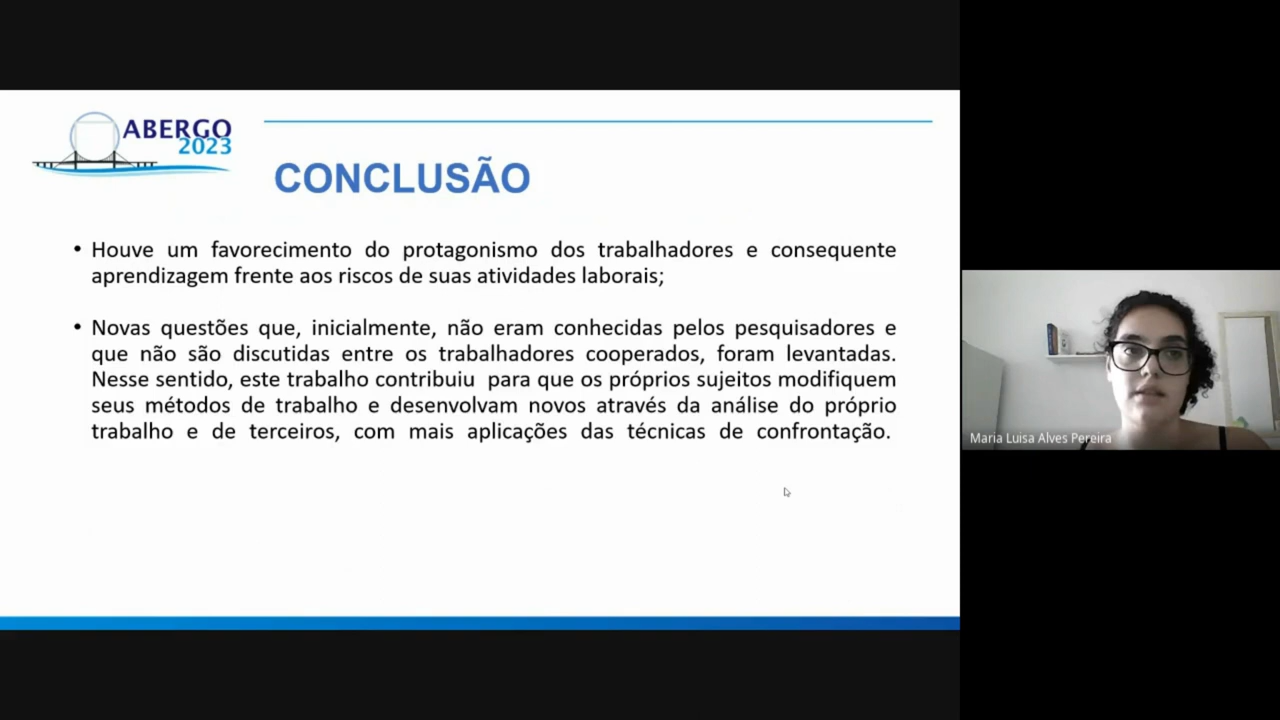 ABERGO
2023
CONCLUSÃO
• Houve um favorecimento do protagonismo dos trabalhadores e consequente
aprendizagem frente aos riscos de suas atividades laborais;
• Novas questões que, inicialmente, não eram conhecidas pelos pesquisadores e
que não são discutidas entre os trabalhadores cooperados, foram levantadas.
Nesse sentido, este trabalho contribuiu para que os próprios sujeitos modifiquem
seus métodos de trabalho e desenvolvam novos através da análise do próprio
trabalho e de terceiros, com mais aplicações das técnicas de confrontação.
Maria Luisa Alves Pereira